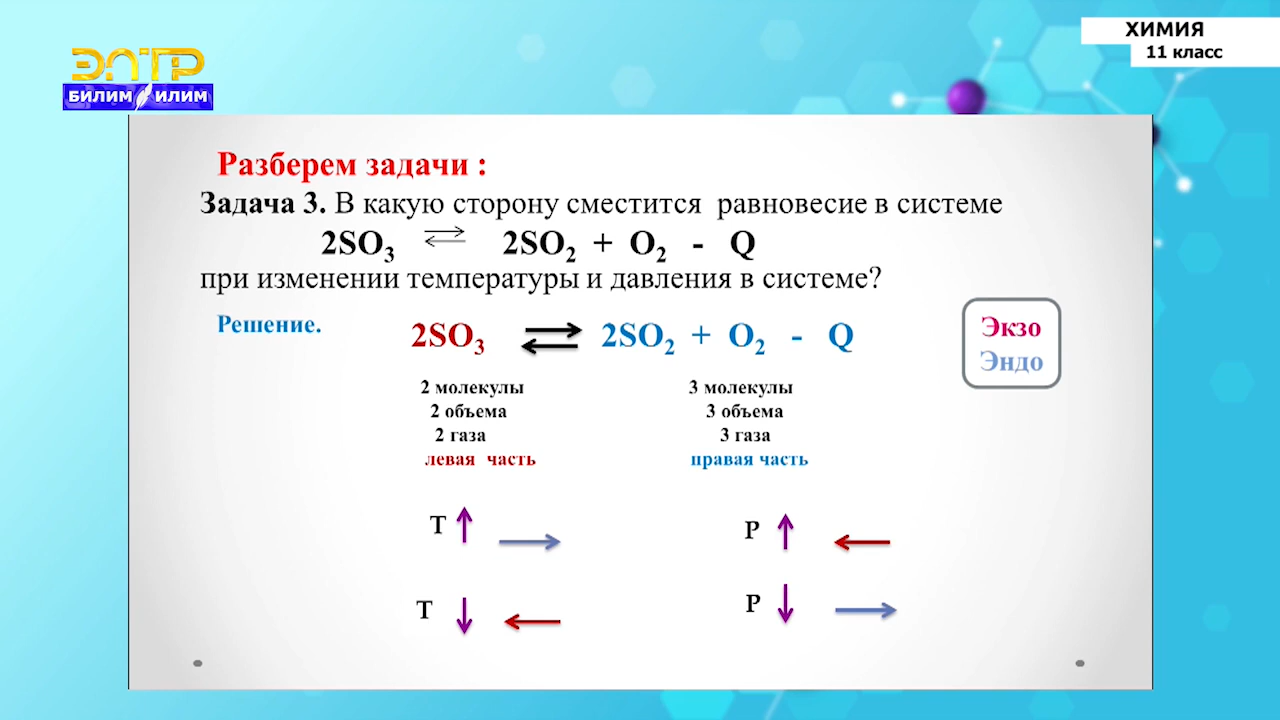 ХИМИЯ
11 класс
ЭЛТР
БИЛИМ ИЛИМ
Разберем задачи :
Задача 3. В какую сторону сместится равновесие в системе
2SO₃ ⇄ 2SO₂ + O₂ - Q
при изменении температуры и давления в системе?
Решение.
2SO₃ ⇄ 2SO₂ + O₂ - Q
Экзо
Эндо
2 молекулы 3 молекулы
2 объема 3 объема
2 газа 3 газа
левая часть правая часть
T ↑ → P ↑ ←
T ↓ ← P ↓ →